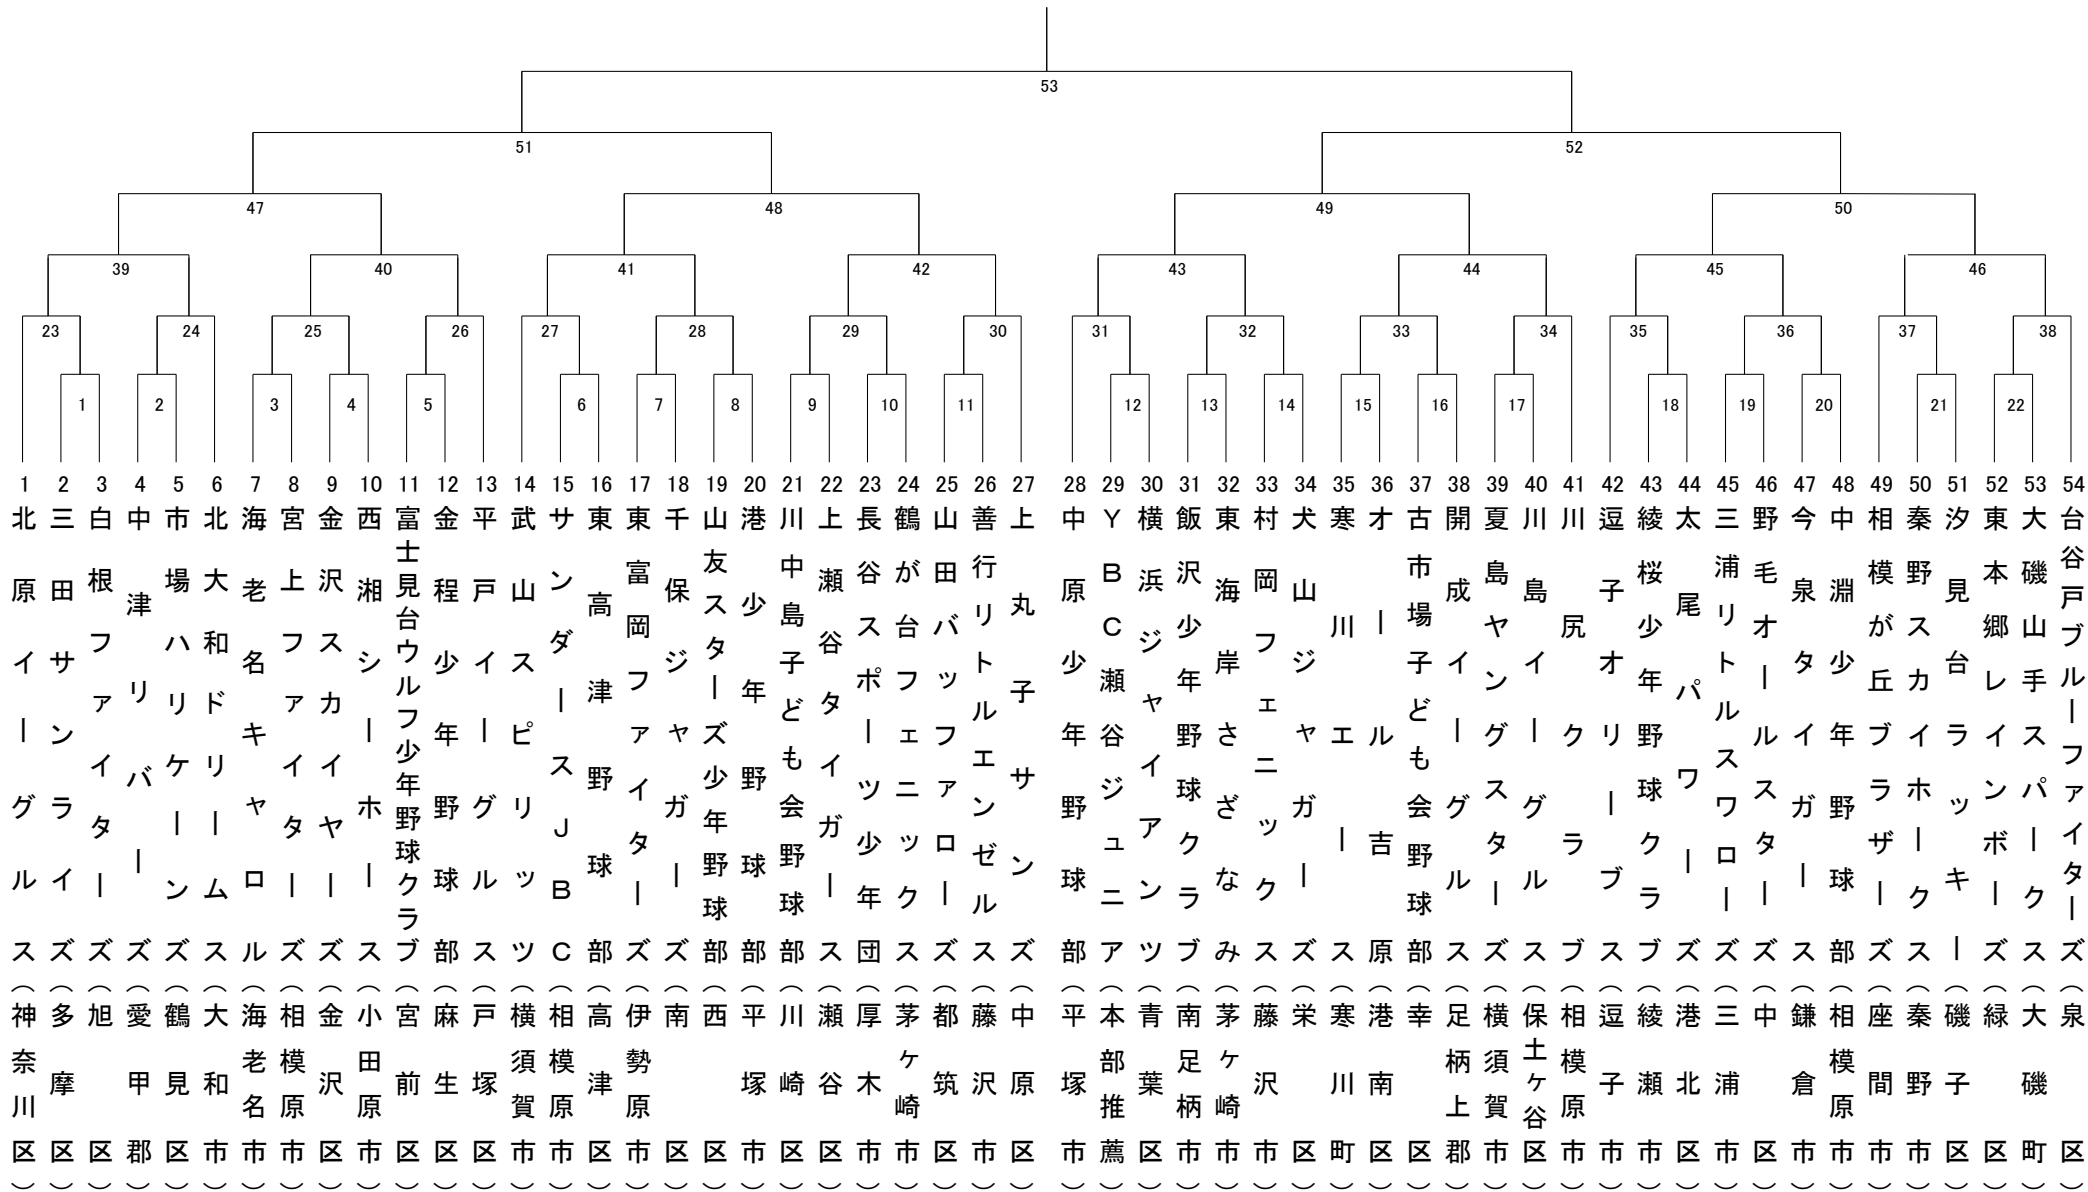 53
51
52
47
48
49
50
39
40
41
42
43
44
45
46
23
24
25
26
27
28
29
30
31
32
33
34
35
36
37
38
1
2
3
4
5
6
7
8
9
10
11
12
13
14
15
16
17
18
19
20
21
22
1 北原イーグルス（神奈川区）
2 三田サンライズ（多摩区）
3 白根ファイターズ（旭区）
4 中津リバーズ（愛甲郡）
5 市場ハリケーンズ（鶴見区）
6 北大和ドリームス（大和市）
7 海老名キャロル（海老名市）
8 宮上ファイターズ（相模原市）
9 金沢スカイヤーズ（金沢区）
10 西湘シーホース（小田原市）
11 富士見台ウルフ少年野球クラブ（宮前区）
12 金程少年野球部（麻生区）
13 平戸イーグルス（戸塚区）
14 武山スピリッツ（横須賀市）
15 サンダースJBC（相模原市）
16 東高津野球部（高津区）
17 東富岡ファイターズ（伊勢原市）
18 千保ジャガーズ（南区）
19 山友スターズ少年野球部（西区）
20 港少年野球部（平塚市）
21 川中島子ども会野球部（川崎区）
22 上瀬谷タイガース（瀬谷区）
23 長谷スポーツ少年団（厚木市）
24 鶴が台フェニックス（茅ヶ崎市）
25 山田バッファローズ（都筑区）
26 善行リトルエンゼルス（藤沢市）
27 上丸子サンズ（中原区）
28 中原少年野球部（平塚市）
29 YBC瀬谷ジュニア（本部推薦）
30 横浜ジャイアンツ（青葉区）
31 飯沢少年野球クラブ（南足柄市）
32 東海岸さざなみ（茅ヶ崎市）
33 村岡フェニックス（藤沢市）
34 犬山ジャガーズ（栄区）
35 寒川エース（寒川町）
36 オール吉原（港南区）
37 古市場子ども会野球部（幸区）
38 開成イーグルス（足柄上郡）
39 夏島ヤングスターズ（横須賀市）
40 川島イーグルス（保土ヶ谷区）
41 川尻クラブ（相模原市）
42 逗子オリーブス（逗子市）
43 綾桜少年野球クラブ（綾瀬市）
44 太尾パワーズ（港北区）
45 三浦リトルスワローズ（三浦市）
46 野毛オールスターズ（中区）
47 今泉タイガース（鎌倉市）
48 中淵少年野球部（相模原市）
49 相模が丘ブラザーズ（座間市）
50 秦野スカイホークス（秦野市）
51 汐見台ラッキー（磯子区）
52 東本郷レインボーズ（緑区）
53 大磯山手スパークス（大磯町）
54 台谷戸ブルーファイターズ（泉区）